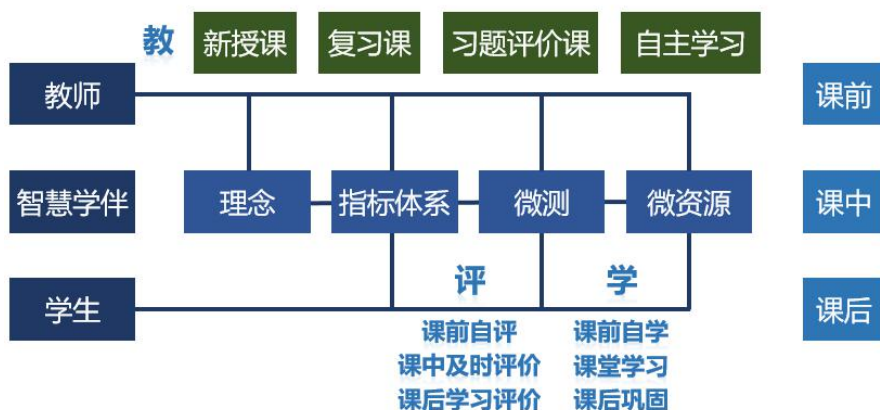 教 新授课 复习课 习题评价课 自主学习
教师 课前
智慧学伴 理念 指标体系 微测 微资源 课中
评 学
学生 课后
课前自评 课前自学
课中及时评价 课堂学习
课后学习评价 课后巩固